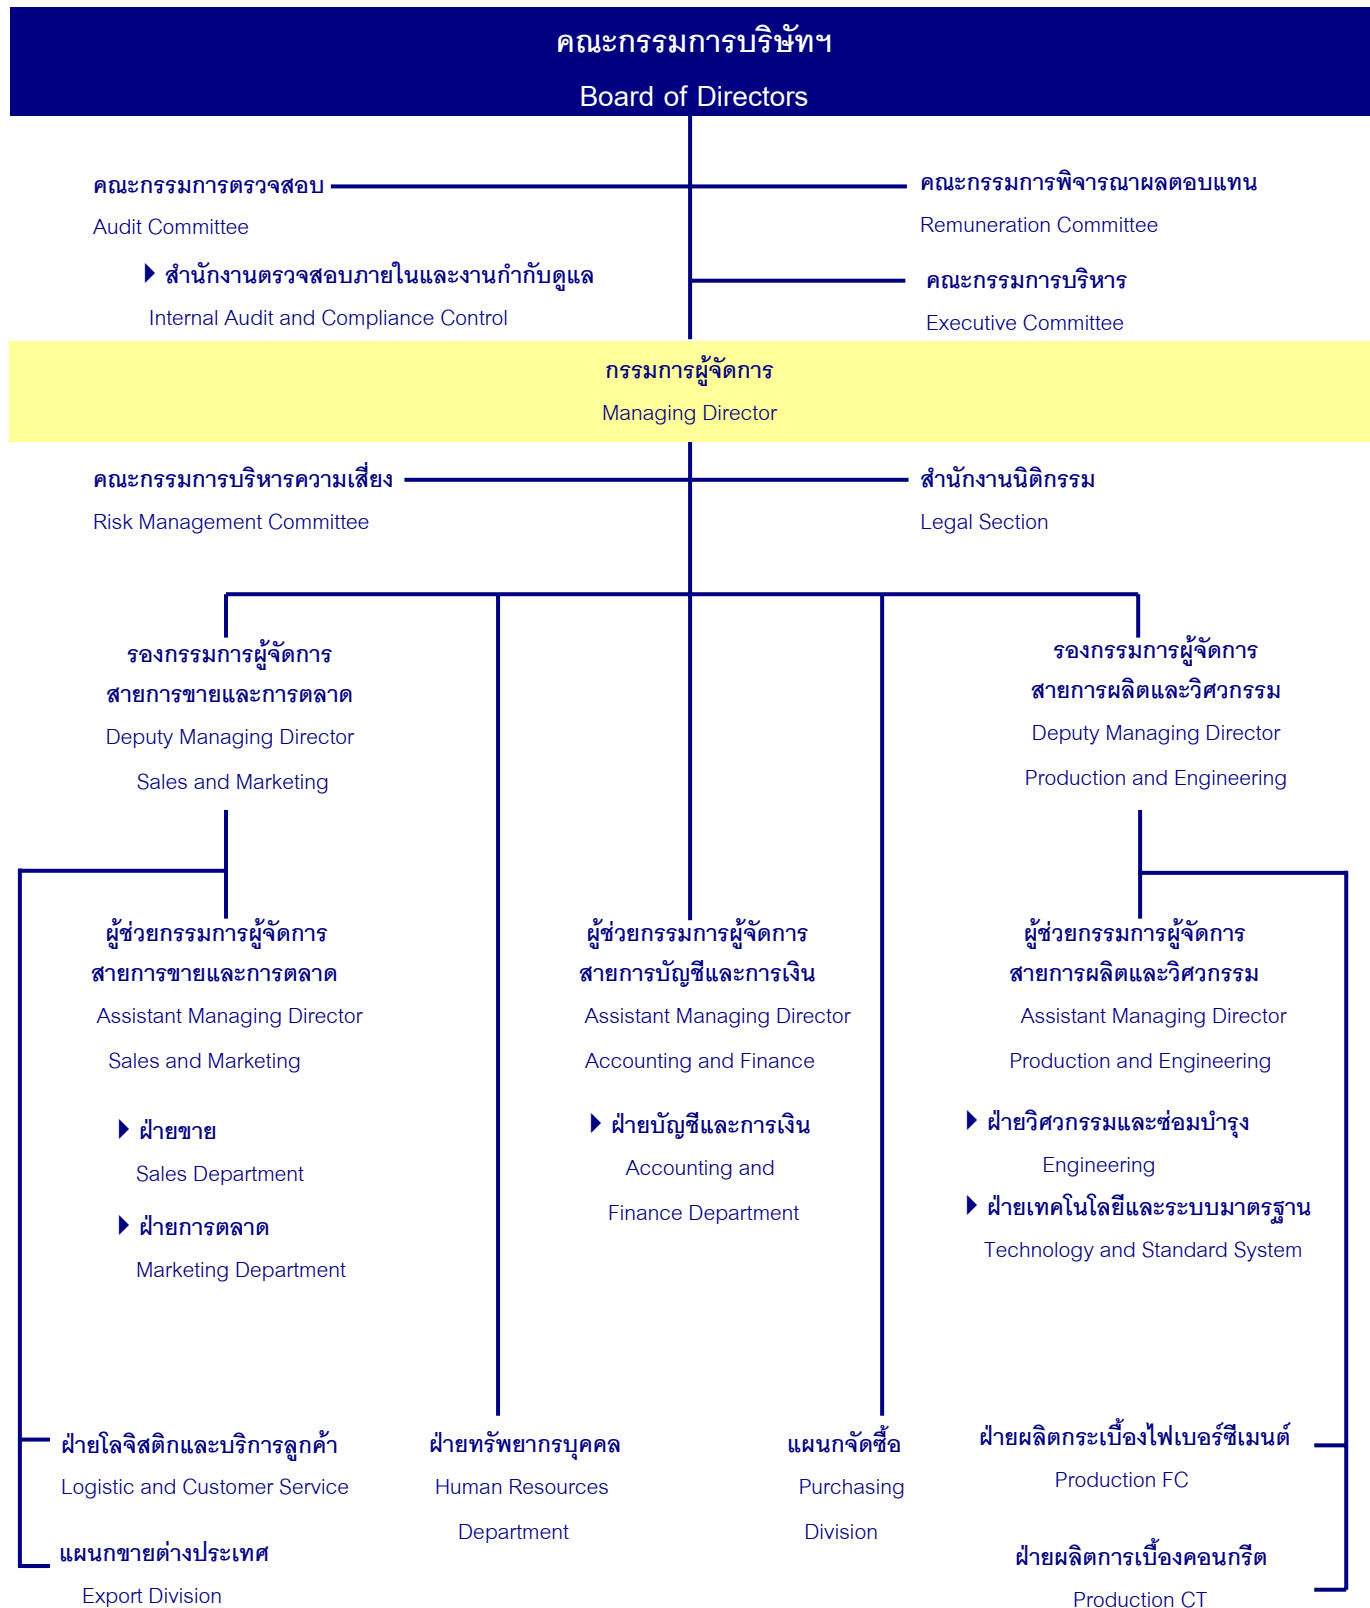 คณะกรรมการบริษัทฯ
Board of Directors
คณะกรรมการตรวจสอบ
Audit Committee
สำนักงานตรวจสอบภายในและงานกำกับดูแล
Internal Audit and Compliance Control
คณะกรรมการพิจารณาผลตอบแทน
Remuneration Committee
คณะกรรมการบริหาร
Executive Committee
กรรมการผู้จัดการ
Managing Director
คณะกรรมการบริหารความเสี่ยง
Risk Management Committee
สำนักงานนิติกรรม
Legal Section
รองกรรมการผู้จัดการ
สายการขายและการตลาด
Deputy Managing Director
Sales and Marketing
รองกรรมการผู้จัดการ
สายการผลิตและวิศวกรรม
Deputy Managing Director
Production and Engineering
ผู้ช่วยกรรมการผู้จัดการ
สายการขายและการตลาด
Assistant Managing Director
Sales and Marketing
ฝ่ายขาย
Sales Department
ฝ่ายการตลาด
Marketing Department
ผู้ช่วยกรรมการผู้จัดการ
สายการบัญชีและการเงิน
Assistant Managing Director
Accounting and Finance
ฝ่ายบัญชีและการเงิน
Accounting and
Finance Department
ผู้ช่วยกรรมการผู้จัดการ
สายการผลิตและวิศวกรรม
Assistant Managing Director
Production and Engineering
ฝ่ายวิศวกรรมและซ่อมบำรุง
Engineering
ฝ่ายเทคโนโลยีและระบบมาตรฐาน
Technology and Standard System
ฝ่ายโลจิสติกและบริการลูกค้า
Logistic and Customer Service
แผนกขายต่างประเทศ
Export Division
ฝ่ายทรัพยากรบุคคล
Human Resources
Department
แผนกจัดซื้อ
Purchasing
Division
ฝ่ายผลิตกระเบื้องไฟเบอร์ซีเมนต์
Production FC
ฝ่ายผลิตการเบื้องคอนกรีต
Production CT